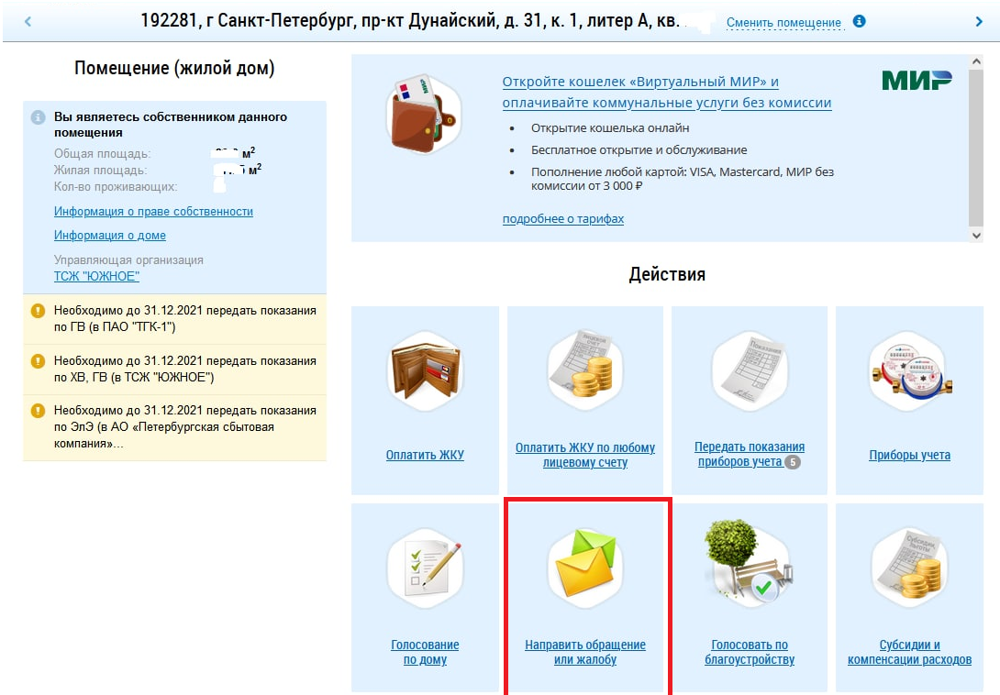 192281, г Санкт-Петербург, пр-кт Дунайский, д. 31, к. 1, литер А, кв. Сменить помещение
Помещение (жилой дом)
Вы являетесь собственником данного
помещения
Общая площадь: м²
Жилая площадь: м²
Кол-во проживающих:
Информация о праве собственности
Информация о доме
Управляющая организация
ТСЖ "ЮЖНОЕ"
Необходимо до 31.12.2021 передать показания
по ГВ (в ПАО "ТГК-1")
Необходимо до 31.12.2021 передать показания
по ХВ, ГВ (в ТСЖ "ЮЖНОЕ")
Необходимо до 31.12.2021 передать показания
по ЭлЭ (в АО «Петербургская сбытовая
компания»...
МИР
Откройте кошелек «Виртуальный МИР» и
оплачивайте коммунальные услуги без комиссии
МИР
• Открытие кошелька онлайн
• Бесплатное открытие и обслуживание
• Пополнение любой картой: VISA, Mastercard, МИР без
комиссии от 3 000 ₽
подробнее о тарифах
Действия
Оплатить ЖКУ
ЛИЦЕВОЙ
СЧЕТ
Оплатить ЖКУ по любому
лицевому счету
Показания
Передать показания
приборов учета 5
Приборы учета
Голосование
по дому
Направить обращение
или жалобу
Голосовать по
благоустройству
Субсидии
Льготы
Субсидии и
компенсации расходов